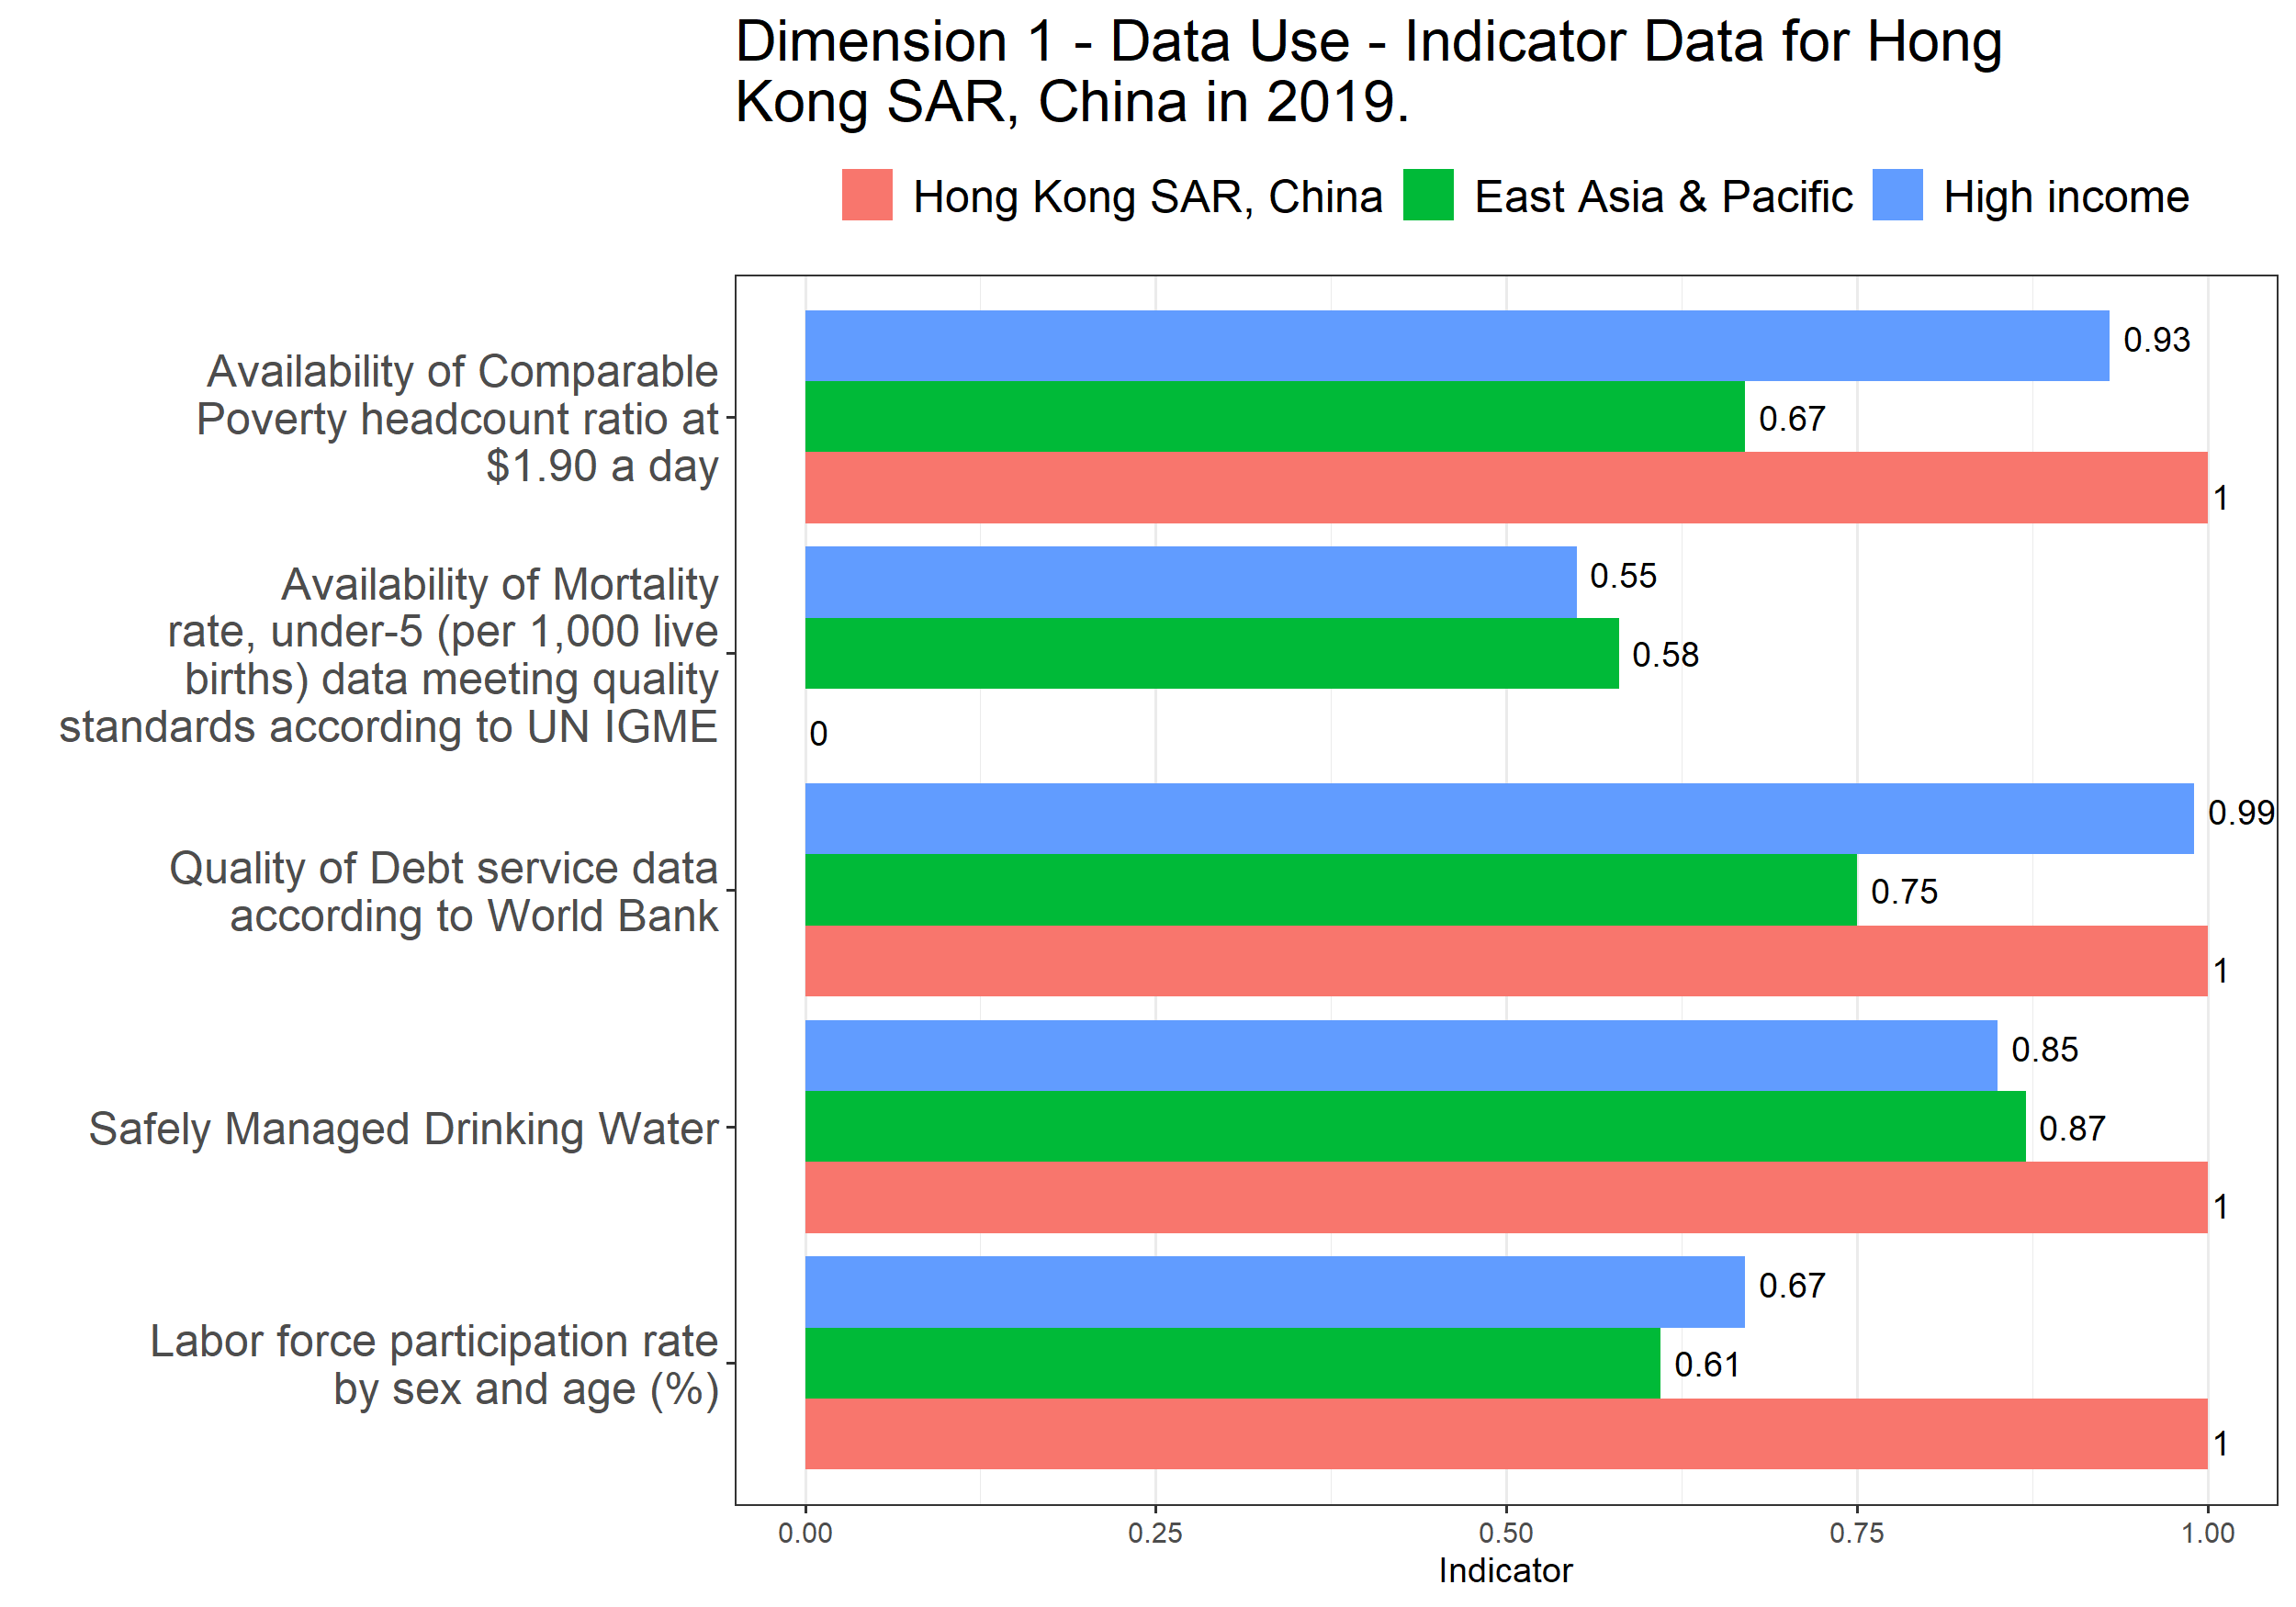 Dimension 1 - Data Use - Indicator Data for Hong
Kong SAR, China in 2019.
Hong Kong SAR, China
East Asia & Pacific
High income
Availability of Comparable
Poverty headcount ratio at
$1.90 a day
0.93
0.67
1
Availability of Mortality
rate, under-5 (per 1,000 live
births) data meeting quality
standards according to UN IGME
0.55
0.58
0
Quality of Debt service data
according to World Bank
0.99
0.75
1
Safely Managed Drinking Water
0.85
0.87
1
Labor force participation rate
by sex and age (%)
0.67
0.61
1
0.00
0.25
0.50
0.75
1.00
Indicator